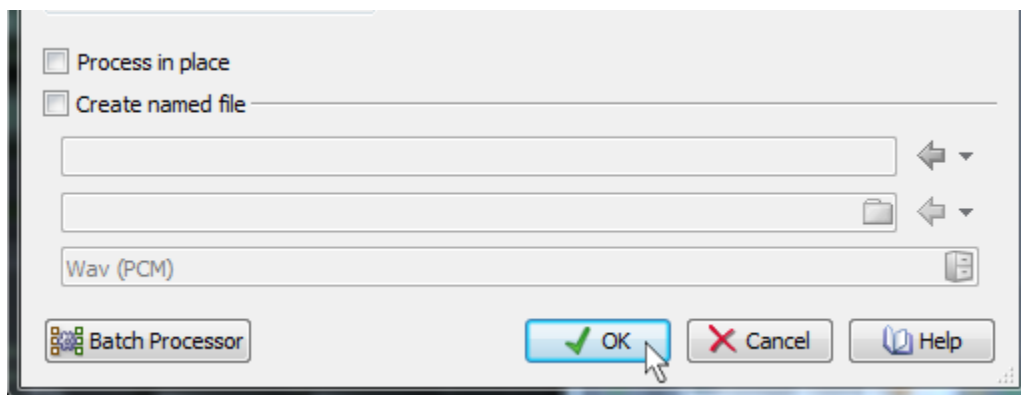 Process in place
Create named file
Wav (PCM)
Batch Processor
OK
Cancel
Help